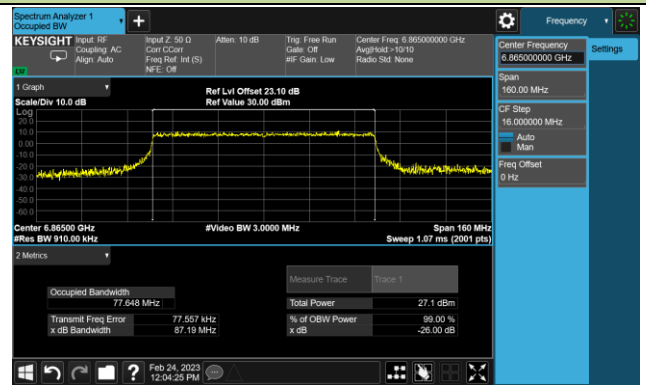 Spectrum Analyzer 1
Occupied BW
Frequency
KEYSIGHT
Input: RF
Coupling: AC
Align: Auto
Input Z: 50 Ω
Corr CCorr
Freq Ref: Int (S)
NFE: Off
Atten: 10 dB
Trig: Free Run
Gate: Off
#IF Gain: Low
Center Freq: 6.865000000 GHz
Avg|Hold:>10/10
Radio Std: None
Center Frequency
6.865000000 GHz
Settings
Span
160.00 MHz
CF Step
16.000000 MHz
Auto
Man
Freq Offset
0 Hz
1 Graph
Scale/Div 10.0 dB
Ref Lvl Offset 23.10 dB
Ref Value 30.00 dBm
Log
20.0
10.0
0.00
-10.0
-20.0
-30.0
-40.0
-50.0
-60.0
Center 6.86500 GHz
#Video BW 3.0000 MHz
Span 160 MHz
#Res BW 910.00 kHz
Sweep 1.07 ms (2001 pts)
2 Metrics
Measure Trace
Trace 1
Occupied Bandwidth
77.648 MHz
Total Power
27.1 dBm
Transmit Freq Error
77.557 kHz
% of OBW Power
99.00 %
x dB Bandwidth
87.19 MHz
x dB
-26.00 dB
?
Feb 24, 2023
12:04:25 PM